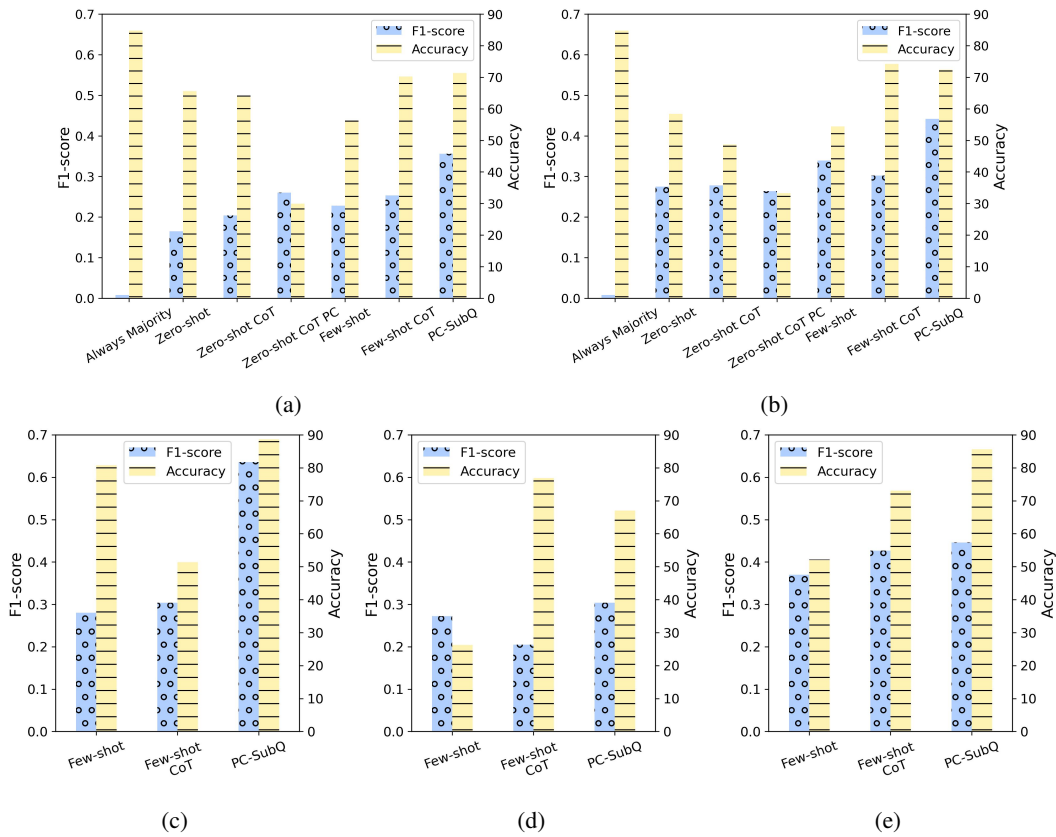 0.7
0.6
0.5
0.4
0.3
0.2
0.1
0.0
F1-score
90
80
70
60
50
40
30
20
10
0
Accuracy
F1-score
Accuracy
Always Majority
Zero-shot
Zero-shot CoT
Zero-shot CoT PC
Few-shot
Few-shot CoT
PC-SubQ
(a)
0.7
0.6
0.5
0.4
0.3
0.2
0.1
0.0
F1-score
90
80
70
60
50
40
30
20
10
0
Accuracy
F1-score
Accuracy
Always Majority
Zero-shot
Zero-shot CoT
Zero-shot CoT PC
Few-shot
Few-shot CoT
PC-SubQ
(b)
0.7
0.6
0.5
0.4
0.3
0.2
0.1
0.0
F1-score
90
80
70
60
50
40
30
20
10
0
Accuracy
F1-score
Accuracy
Few-shot
Few-shot
CoT
PC-SubQ
(c)
0.7
0.6
0.5
0.4
0.3
0.2
0.1
0.0
F1-score
90
80
70
60
50
40
30
20
10
0
Accuracy
F1-score
Accuracy
Few-shot
Few-shot
CoT
PC-SubQ
(d)
0.7
0.6
0.5
0.4
0.3
0.2
0.1
0.0
F1-score
90
80
70
60
50
40
30
20
10
0
Accuracy
F1-score
Accuracy
Few-shot
Few-shot
CoT
PC-SubQ
(e)